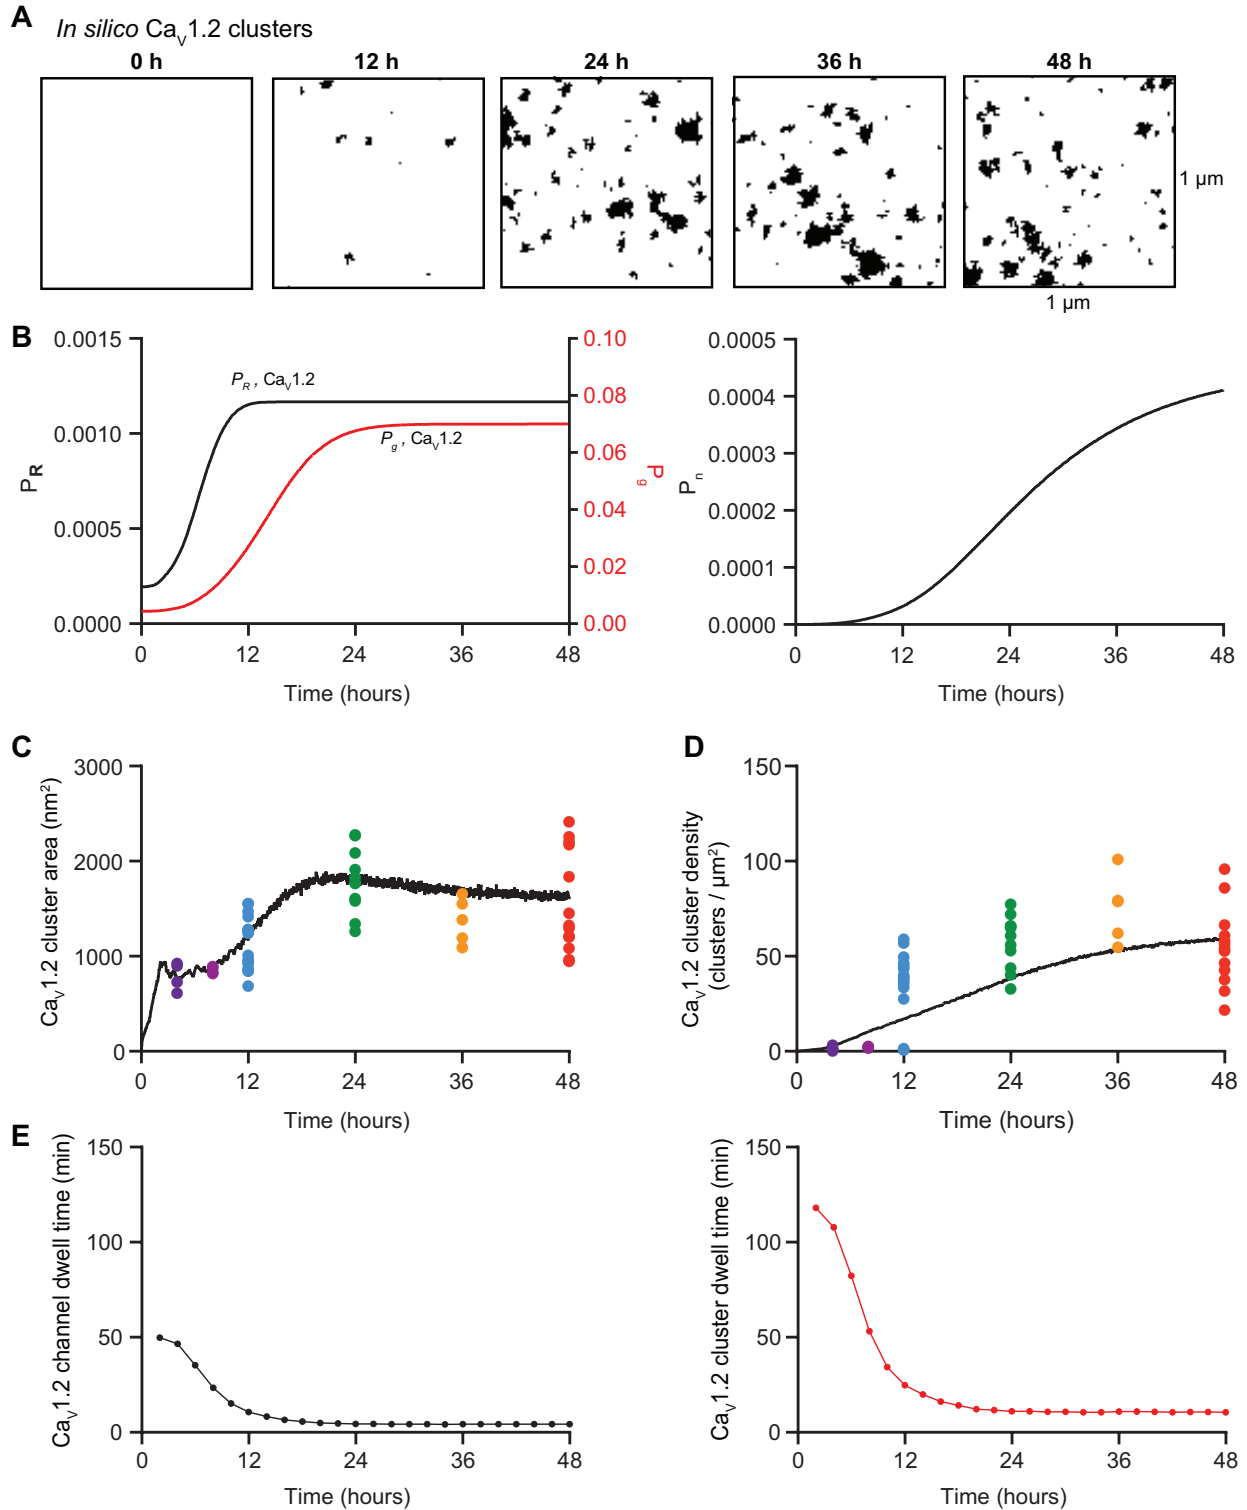 A
In silico CaV1.2 clusters
0 h 12 h 24 h 36 h 48 h
1 µm
1 µm
B
0.0015
0.0010
0.0005
0.0000
PR
PR , CaV1.2
Pg , CaV1.2
0.10
0.08
0.06
0.04
0.02
0.00
Pg
0 12 24 36 48
Time (hours)
0.0005
0.0004
0.0003
0.0002
0.0001
0.0000
Pn
0 12 24 36 48
Time (hours)
C
3000
2000
1000
0
CaV1.2 cluster area (nm²)
0 12 24 36 48
Time (hours)
D
150
100
50
0
CaV1.2 cluster density
(clusters / µm²)
0 12 24 36 48
Time (hours)
E
150
100
50
0
CaV1.2 channel dwell time (min)
0 12 24 36 48
Time (hours)
150
100
50
0
CaV1.2 cluster dwell time (min)
0 12 24 36 48
Time (hours)